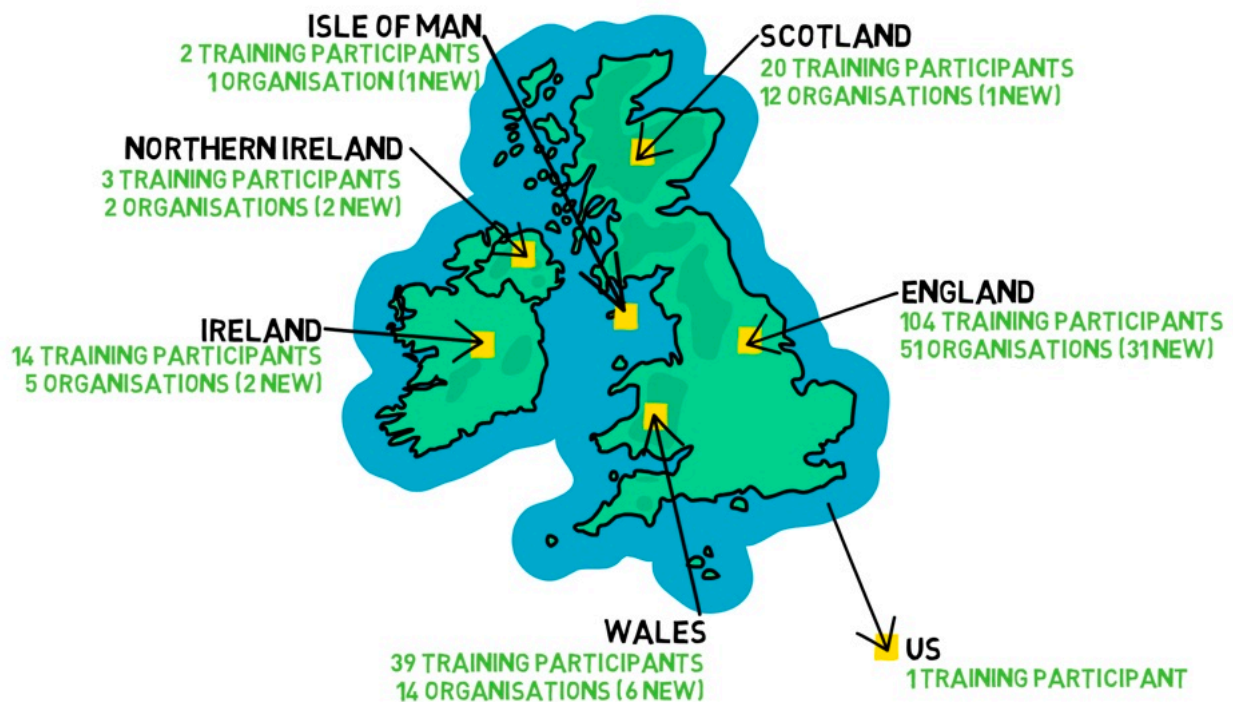 ISLE OF MAN
2 TRAINING PARTICIPANTS
1 ORGANISATION (1 NEW)
SCOTLAND
20 TRAINING PARTICIPANTS
12 ORGANISATIONS (1 NEW)
NORTHERN IRELAND
3 TRAINING PARTICIPANTS
2 ORGANISATIONS (2 NEW)
ENGLAND
104 TRAINING PARTICIPANTS
51 ORGANISATIONS (31 NEW)
IRELAND
14 TRAINING PARTICIPANTS
5 ORGANISATIONS (2 NEW)
WALES
39 TRAINING PARTICIPANTS
14 ORGANISATIONS (6 NEW)
US
1 TRAINING PARTICIPANT